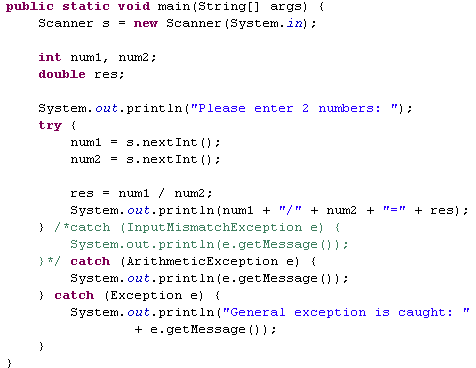 public static void main(String[] args) {
    Scanner s = new Scanner(System.in);

    int num1, num2;
    double res;

    System.out.println("Please enter 2 numbers: ");
    try {
        num1 = s.nextInt();
        num2 = s.nextInt();

        res = num1 / num2;
        System.out.println(num1 + "/" + num2 + "=" + res);
    } /*catch (InputMismatchException e) {
        System.out.println(e.getMessage());
    }*/ catch (ArithmeticException e) {
        System.out.println(e.getMessage());
    } catch (Exception e) {
        System.out.println("General exception is caught: "
                + e.getMessage());
    }
}